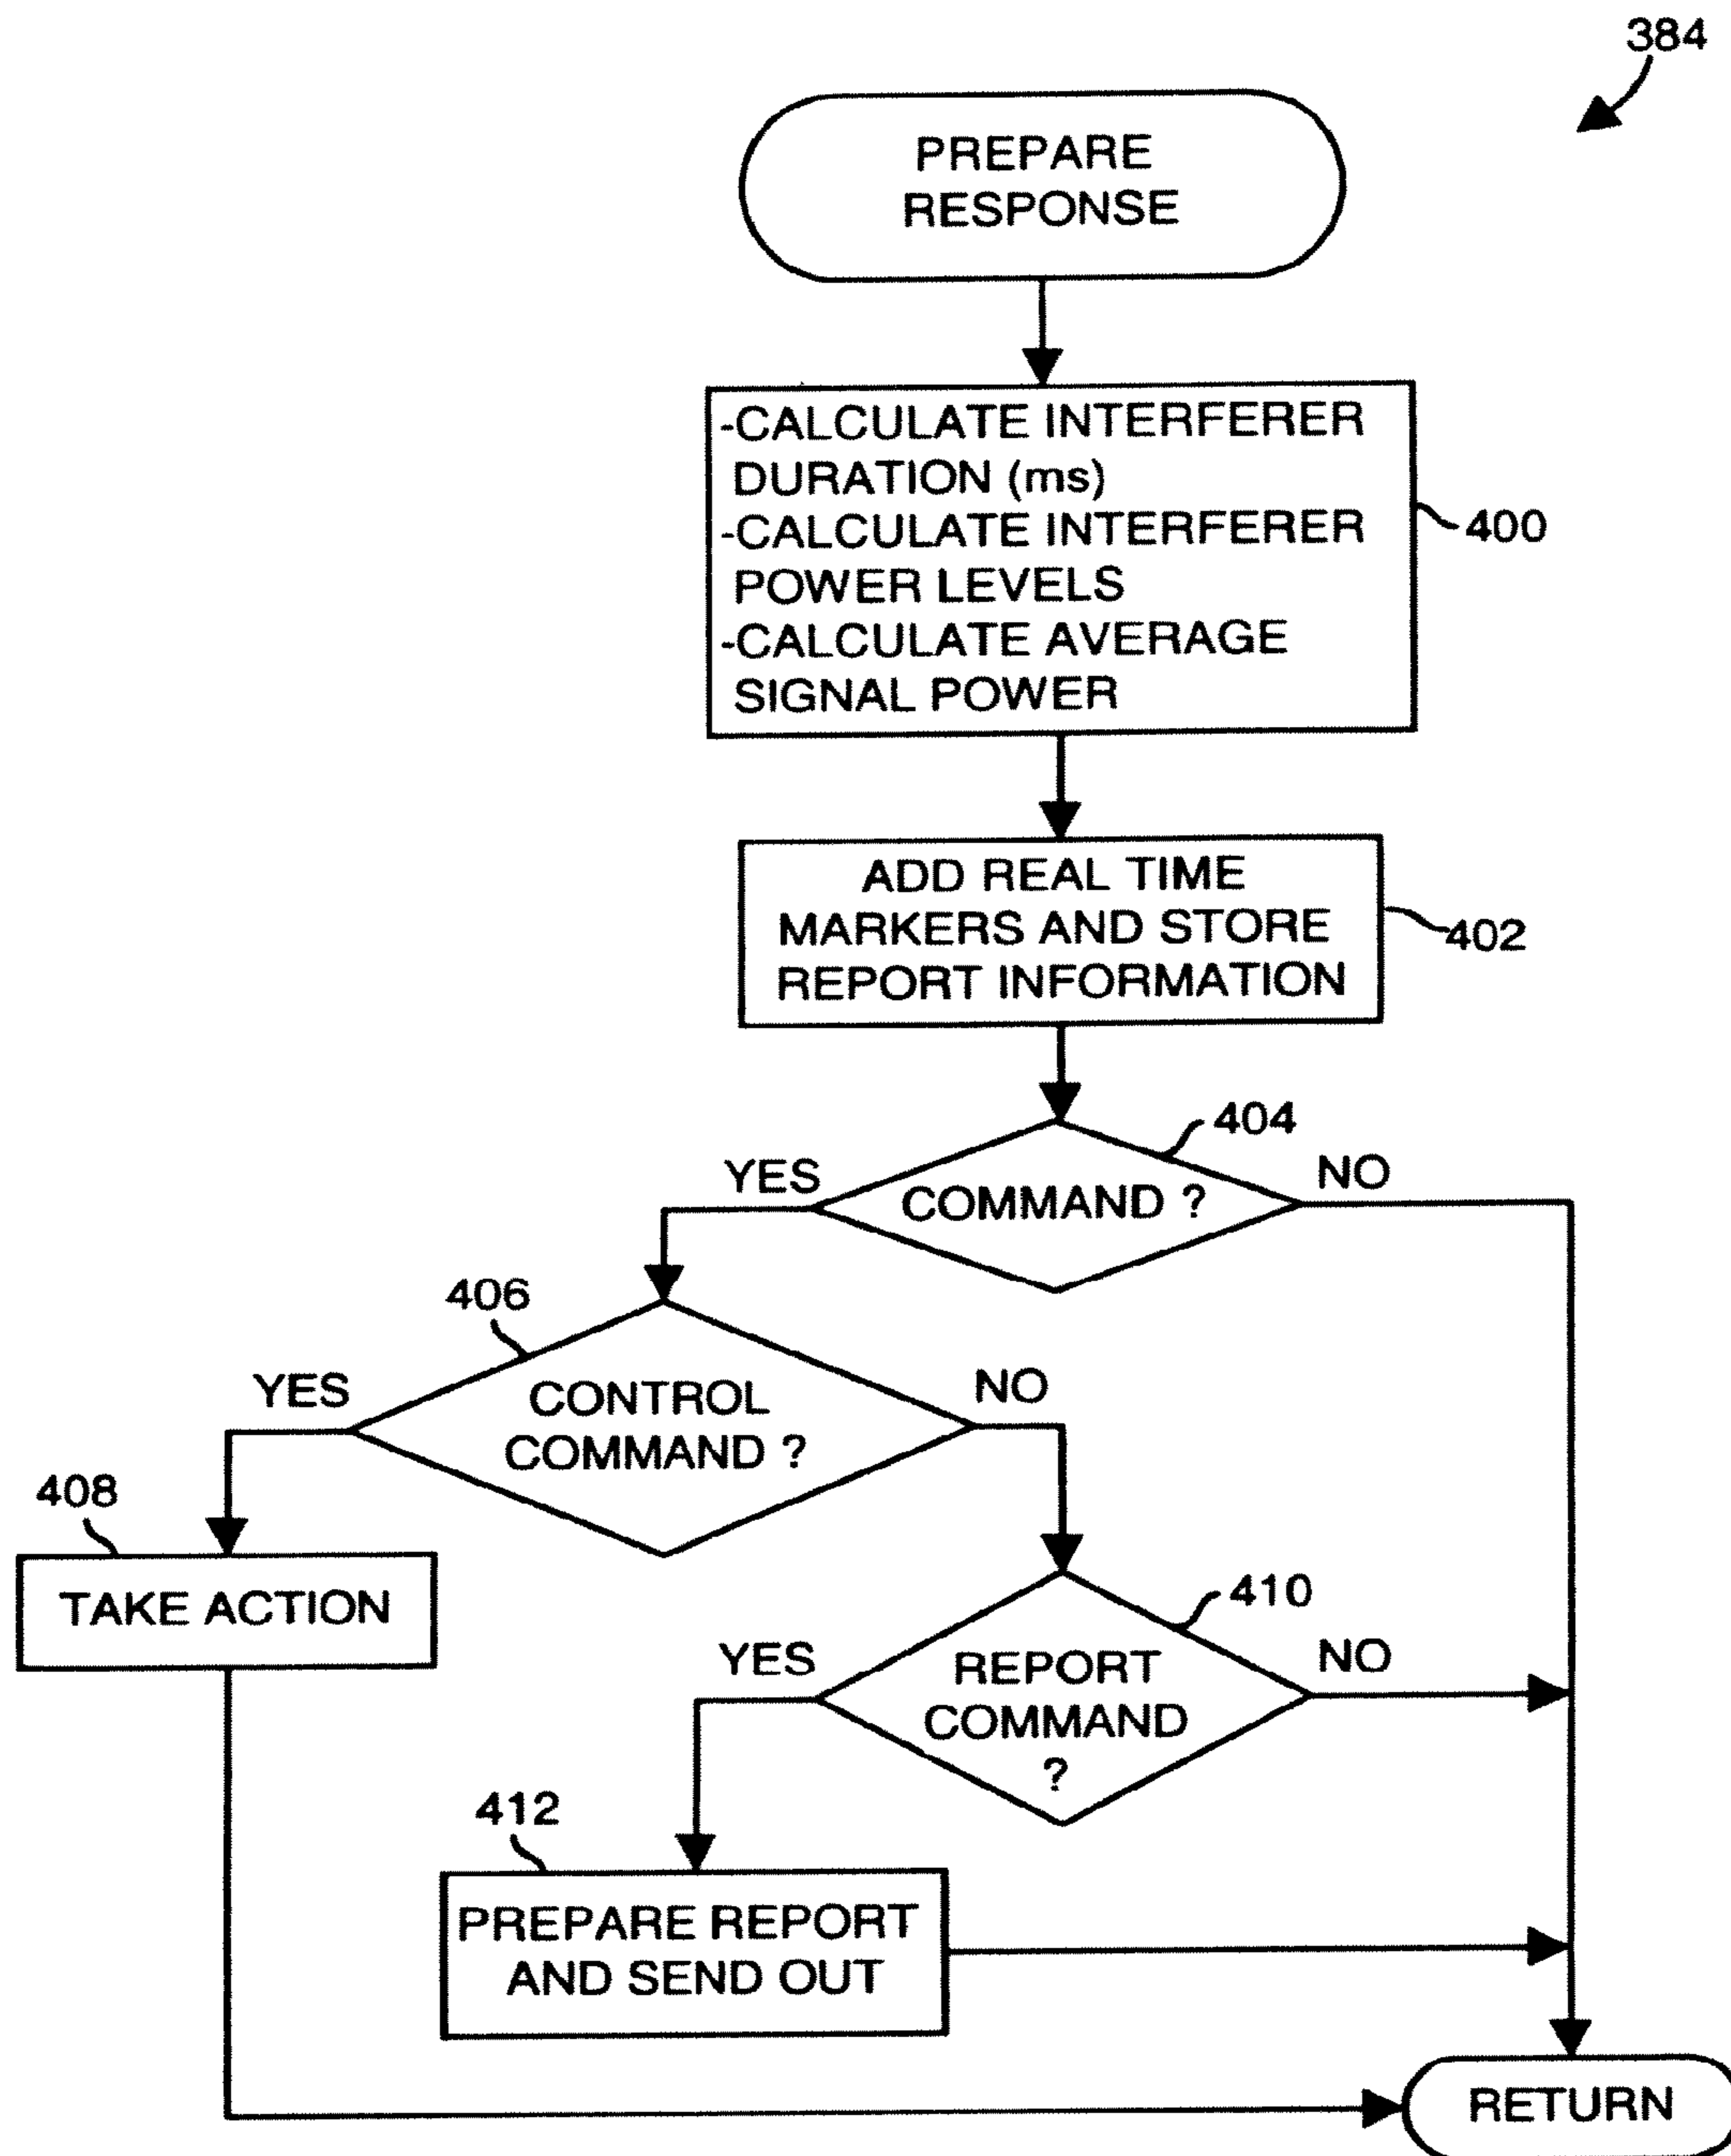 384
PREPARE
RESPONSE
-CALCULATE INTERFERER
DURATION (ms)
-CALCULATE INTERFERER
POWER LEVELS
-CALCULATE AVERAGE
SIGNAL POWER
400
ADD REAL TIME
MARKERS AND STORE
REPORT INFORMATION
402
404
YES
COMMAND ?
NO
406
YES
CONTROL
COMMAND ?
NO
408
TAKE ACTION
410
YES
REPORT
COMMAND
?
NO
412
PREPARE REPORT
AND SEND OUT
RETURN